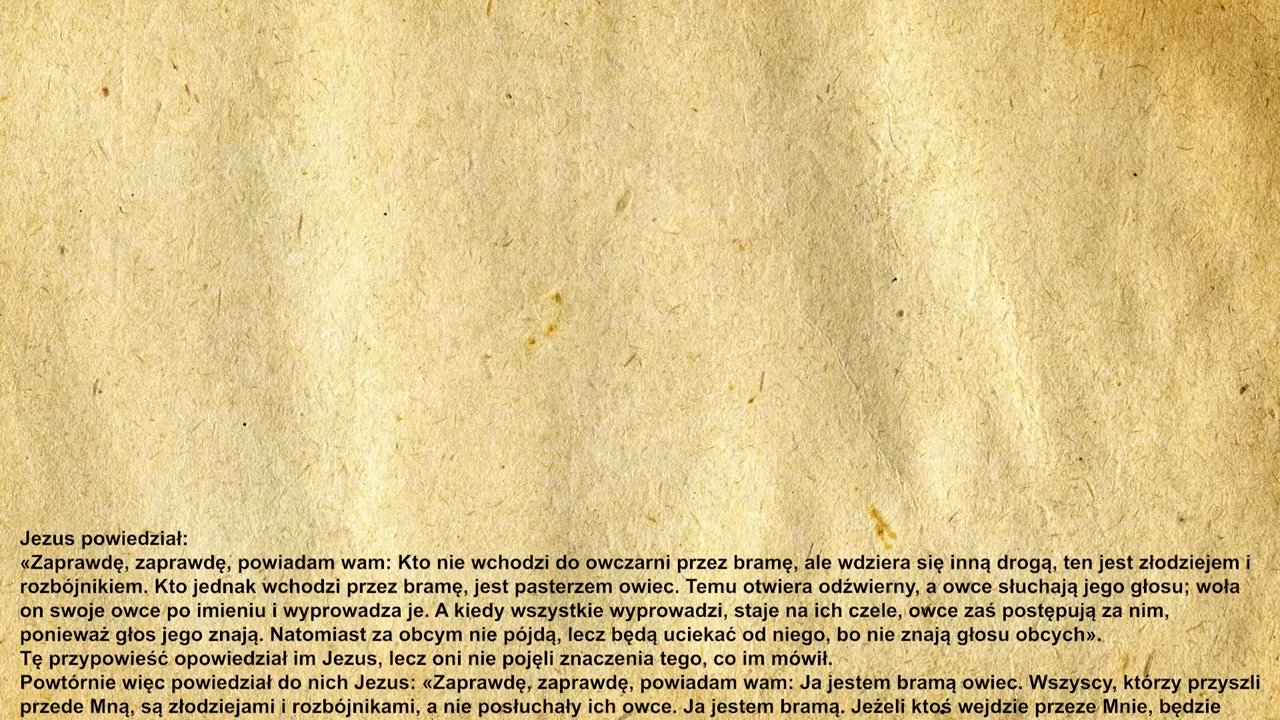 Jezus powiedział:
«Zaprawdę, zaprawdę, powiadam wam: Kto nie wchodzi do owczarni przez bramę, ale wdziera się inną drogą, ten jest złodziejem i
rozbójnikiem. Kto jednak wchodzi przez bramę, jest pasterzem owiec. Temu otwiera odźwierny, a owce słuchają jego głosu; woła
on swoje owce po imieniu i wyprowadza je. A kiedy wszystkie wyprowadzi, staje na ich czele, owce zaś postępują za nim,
ponieważ głos jego znają. Natomiast za obcym nie pójdą, lecz będą uciekać od niego, bo nie znają głosu obcych».
Tę przypowieść opowiedział im Jezus, lecz oni nie pojęli znaczenia tego, co im mówił.
Powtórnie więc powiedział do nich Jezus: «Zaprawdę, zaprawdę, powiadam wam: Ja jestem bramą owiec. Wszyscy, którzy przyszli
przede Mną, są złodziejami i rozbójnikami, a nie posłuchały ich owce. Ja jestem bramą. Jeżeli ktoś wejdzie przeze Mnie, będzie